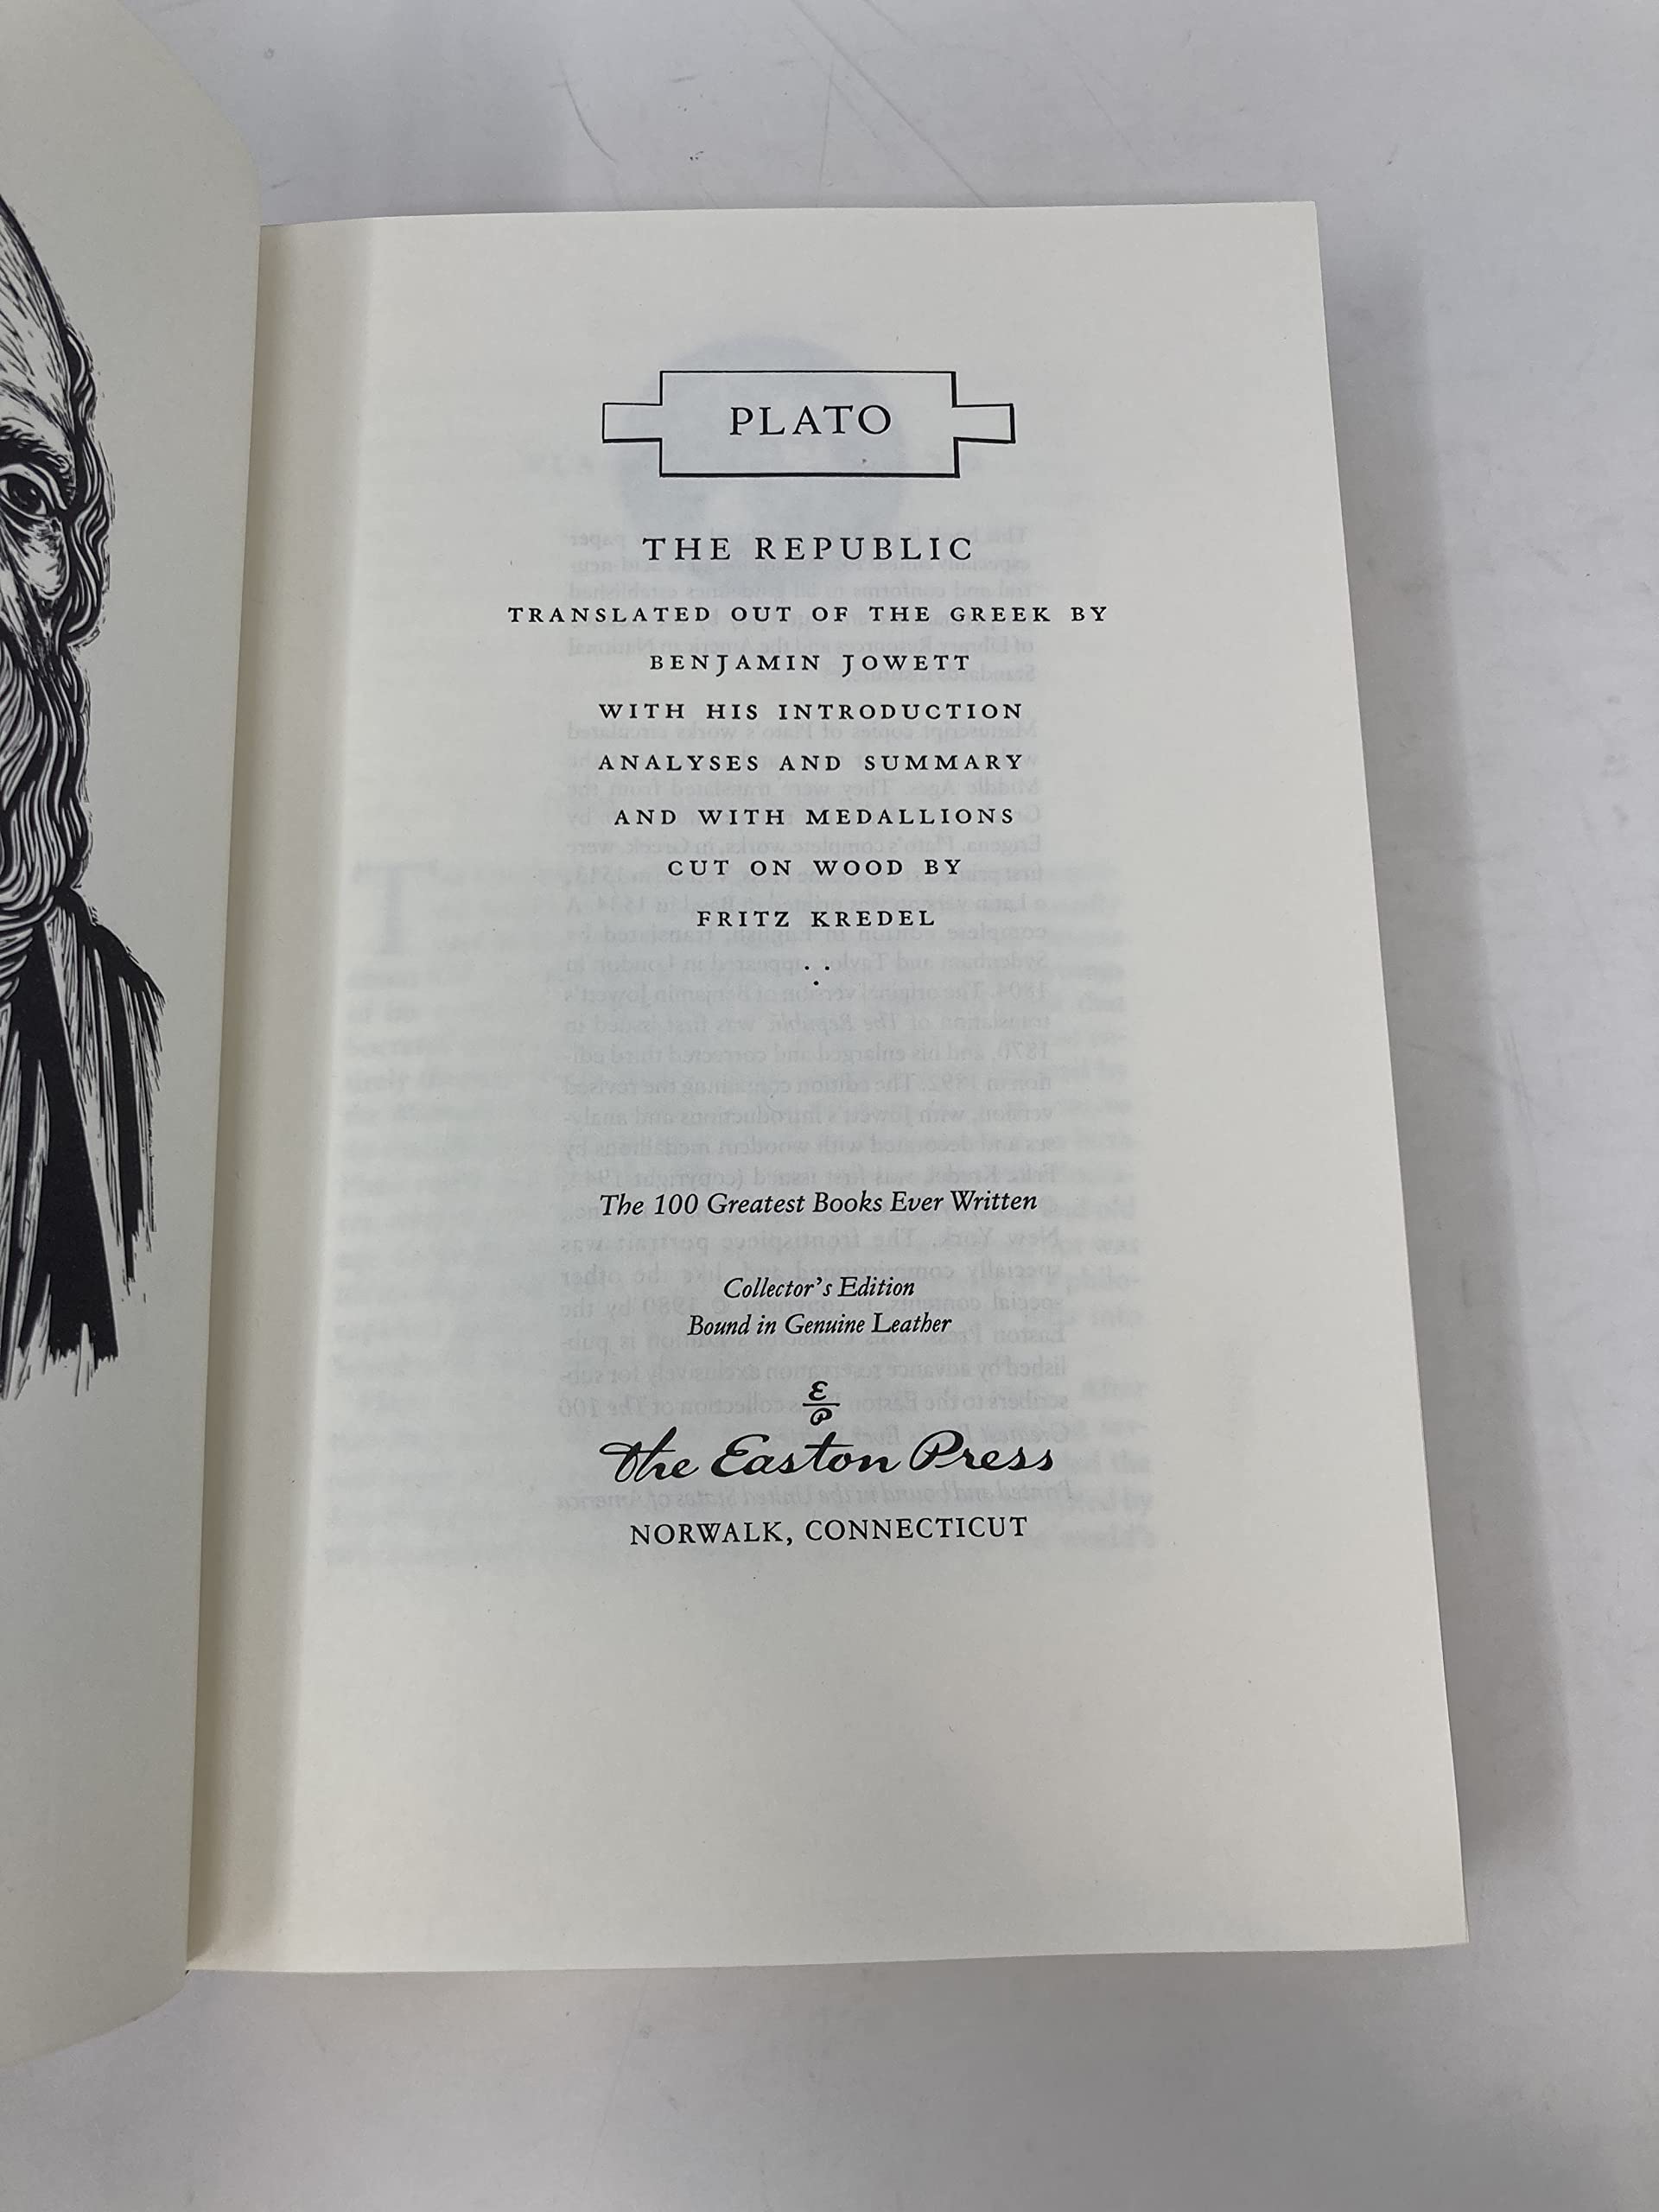 PLATO
THE REPUBLIC
TRANSLATED OUT OF THE GREEK BY
BENJAMIN JOWETT
WITH HIS INTRODUCTION
ANALYSES AND SUMMARY
AND WITH MEDALLIONS
CUT ON WOOD BY
FRITZ KREDEL
The 100 Greatest Books Ever Written
Collector's Edition
Bound in Genuine Leather
E
P
The Easton Press
NORWALK, CONNECTICUT